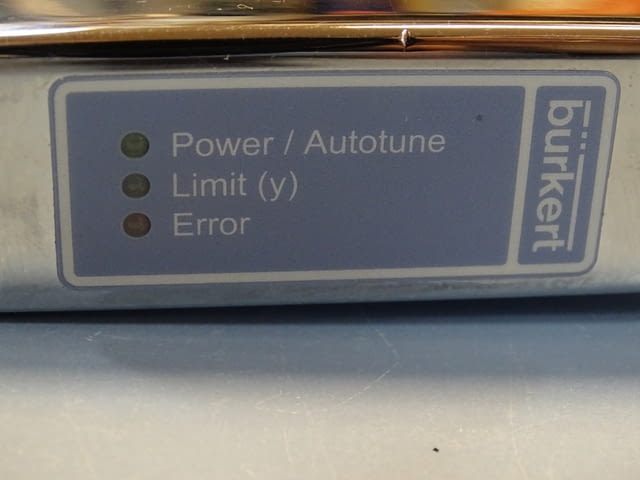 Power / Autotune
Limit (y)
Error
bürkert